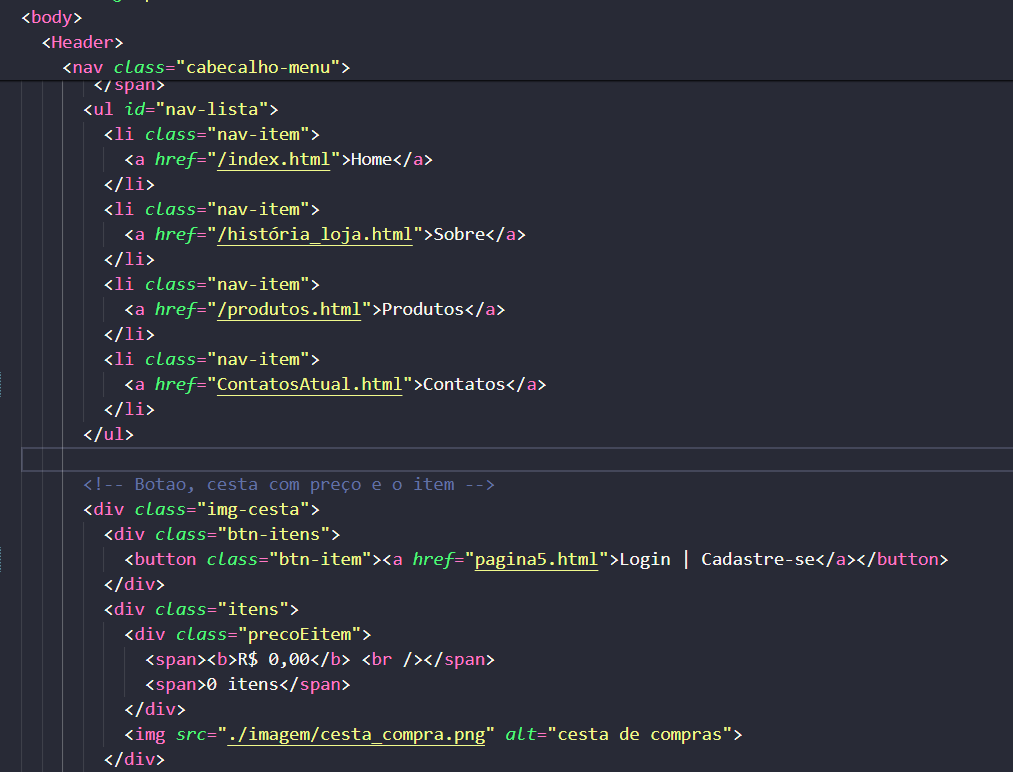 <body>
<Header>
<nav class="cabecalho-menu">
</span>
<ul id="nav-lista">
<li class="nav-item">
<a href="/index.html">Home</a>
</li>
<li class="nav-item">
<a href="/história_loja.html">Sobre</a>
</li>
<li class="nav-item">
<a href="/produtos.html">Produtos</a>
</li>
<li class="nav-item">
<a href="ContatosAtual.html">Contatos</a>
</li>
</ul>
<!-- Botao, cesta com preço e o item -->
<div class="img-cesta">
<div class="btn-itens">
<button class="btn-item"><a href="pagina5.html">Login | Cadastre-se</a></button>
</div>
<div class="itens">
<div class="precoEitem">
<span><b>R$ 0,00</b> <br /></span>
<span>0 itens</span>
</div>
<img src="./imagem/cesta_compra.png" alt="cesta de compras">
</div>